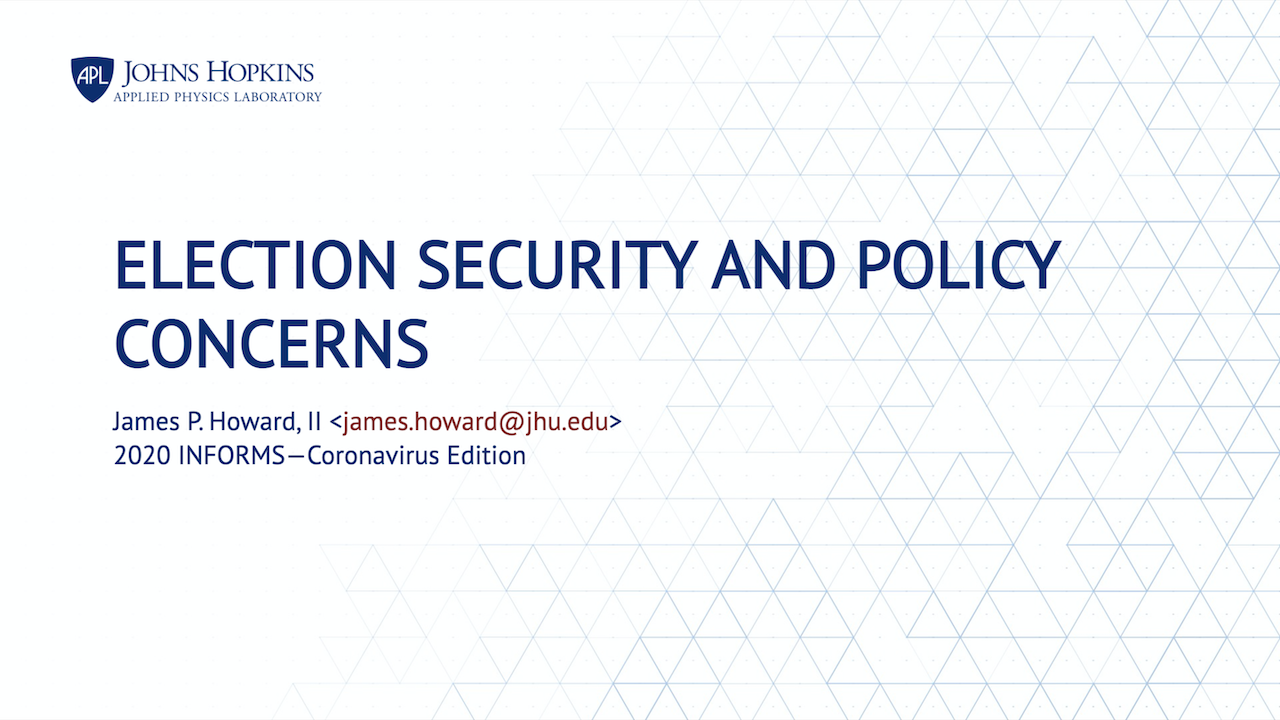 APL JOHNS HOPKINS
APPLIED PHYSICS LABORATORY
ELECTION SECURITY AND POLICY
CONCERNS
James P. Howard, II <james.howard@jhu.edu>
2020 INFORMS—Coronavirus Edition